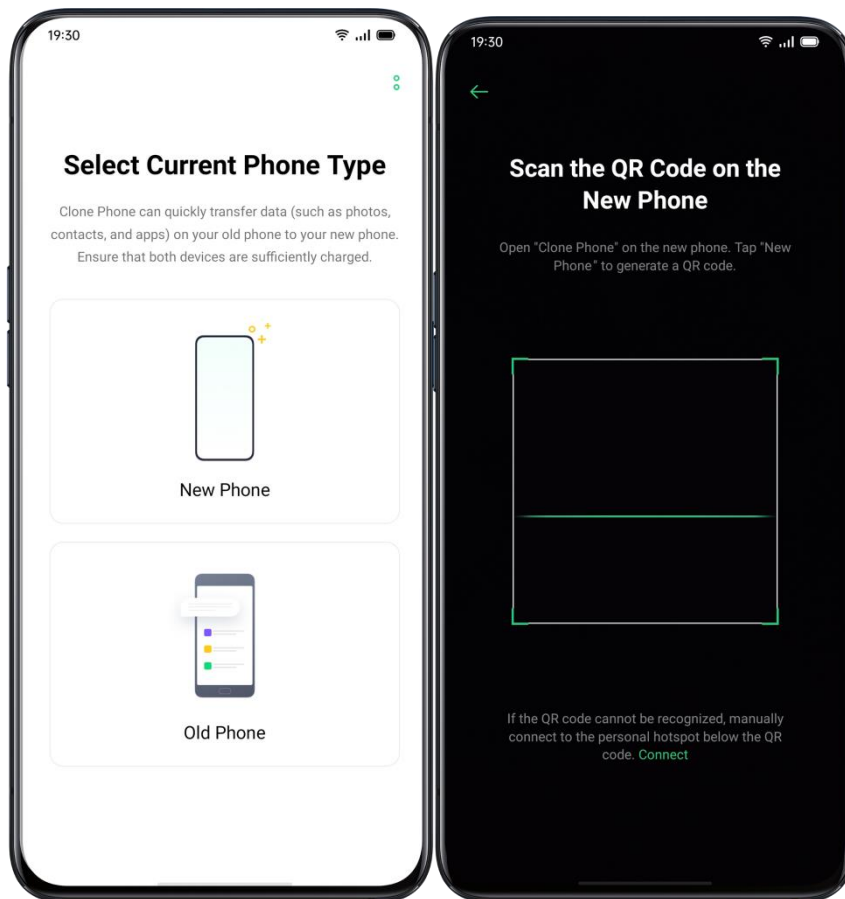 19:30
Select Current Phone Type
Clone Phone can quickly transfer data (such as photos,
contacts, and apps) on your old phone to your new phone.
Ensure that both devices are sufficiently charged.
New Phone
Old Phone
19:30
Scan the QR Code on the
New Phone
Open "Clone Phone" on the new phone. Tap "New
Phone" to generate a QR code.
If the QR code cannot be recognized, manually
connect to the personal hotspot below the QR
code. Connect